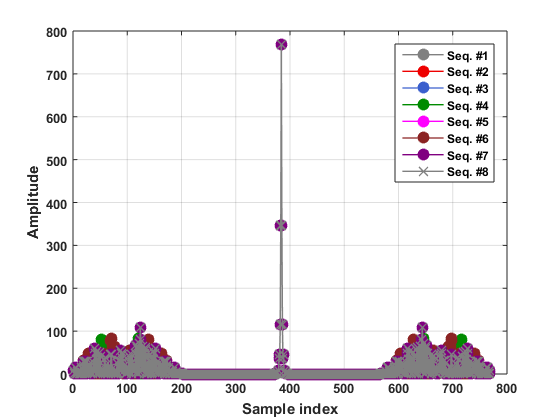 800
700
600
500
400
300
200
100
0
0 100 200 300 400 500 600 700 800
Amplitude
Sample index
Seq. #1
Seq. #2
Seq. #3
Seq. #4
Seq. #5
Seq. #6
Seq. #7
Seq. #8